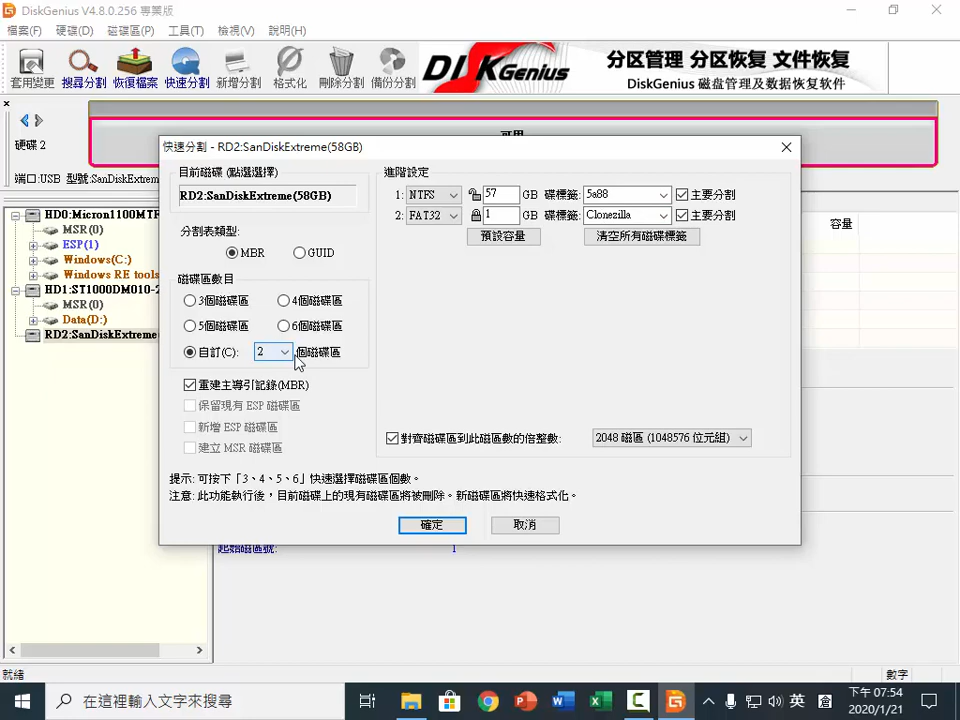 DiskGenius V4.8.0.256 專業版
檔案(F) 硬碟(D) 磁碟區(P) 工具(T) 檢視(V) 說明(H)
套用變更 搜尋分割 恢復檔案 快速分割 新增分割 格式化 刪除分割 備份分割
DISKGenius
分区管理 分区恢复 文件恢复
DiskGenius 磁盘管理及数据恢复软件
硬碟 2
可用
端口:USB 型號:SanDiskExtreme
HD0:Micron1100MTF
MSR(0)
ESP(1)
Windows(C:)
Windows RE tools
HD1:ST1000DM010-2
MSR(0)
Data(D:)
RD2:SanDiskExtreme
容量
快速分割 - RD2:SanDiskExtreme(58GB)
目前磁碟 (點選選擇)
RD2:SanDiskExtreme(58GB)
分割表類型:
MBR GUID
磁碟區數目
3個磁碟區 4個磁碟區
5個磁碟區 6個磁碟區
自訂(C): 2 個磁碟區
重建主導引記錄(MBR)
保留現有 ESP 磁碟區
新增 ESP 磁碟區
建立 MSR 磁碟區
進階設定
1: NTFS 57 GB 磁碟標籤: 5a88 主要分割
2: FAT32 1 GB 磁碟標籤: Clonezilla 主要分割
預設容量 清空所有磁碟標籤
對齊磁碟區到此磁區數的倍整數: 2048 磁區 (1048576 位元組)
提示: 可按下「3、4、5、6」快速選擇磁碟區個數。
注意: 此功能執行後，目前磁碟上的現有磁碟區將被刪除。新磁碟區將快速格式化。
確定 取消
起始磁區號: 1
就緒 數字
在這裡輸入文字來搜尋
英
下午 07:54
2020/1/21